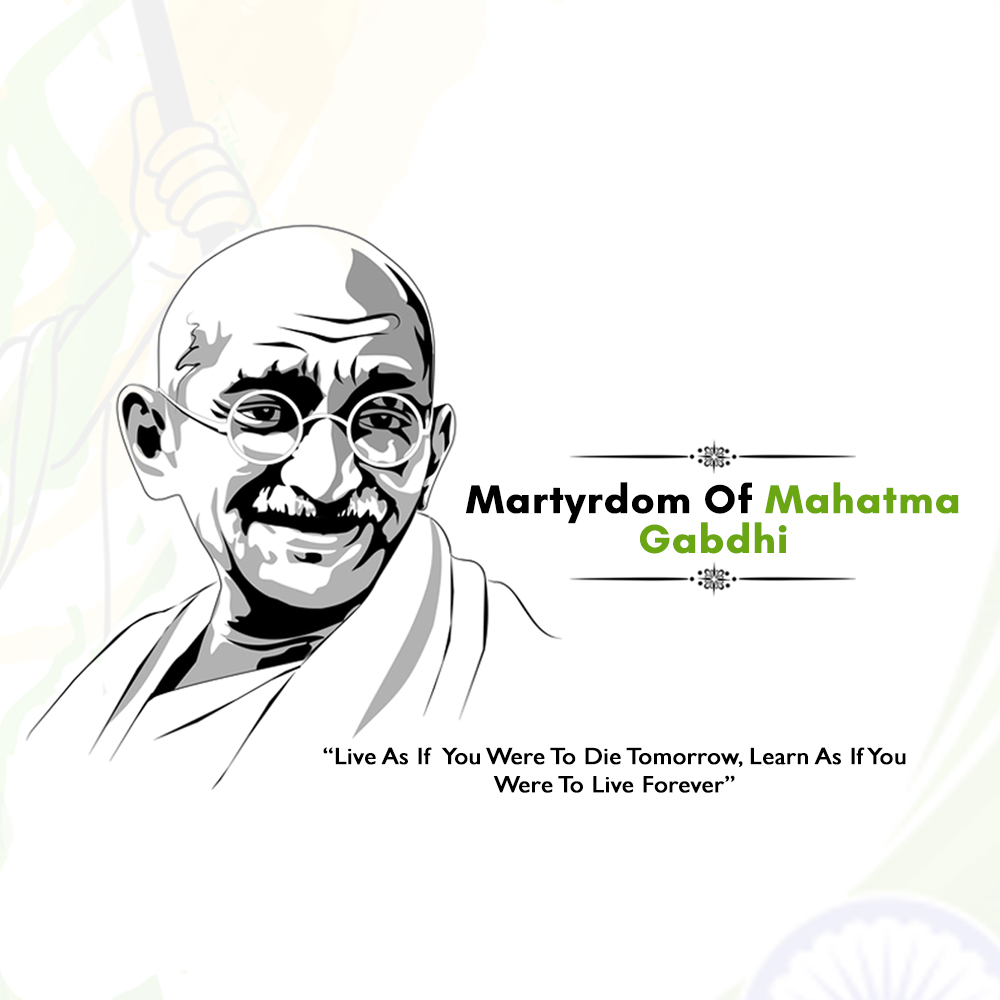 Martyrdom Of Mahatma
Gabdhi
“Live As If You Were To Die Tomorrow, Learn As If You
Were To Live Forever”